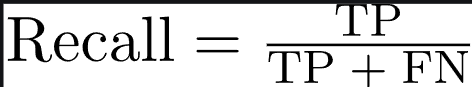 Recall = TP / TP + FN